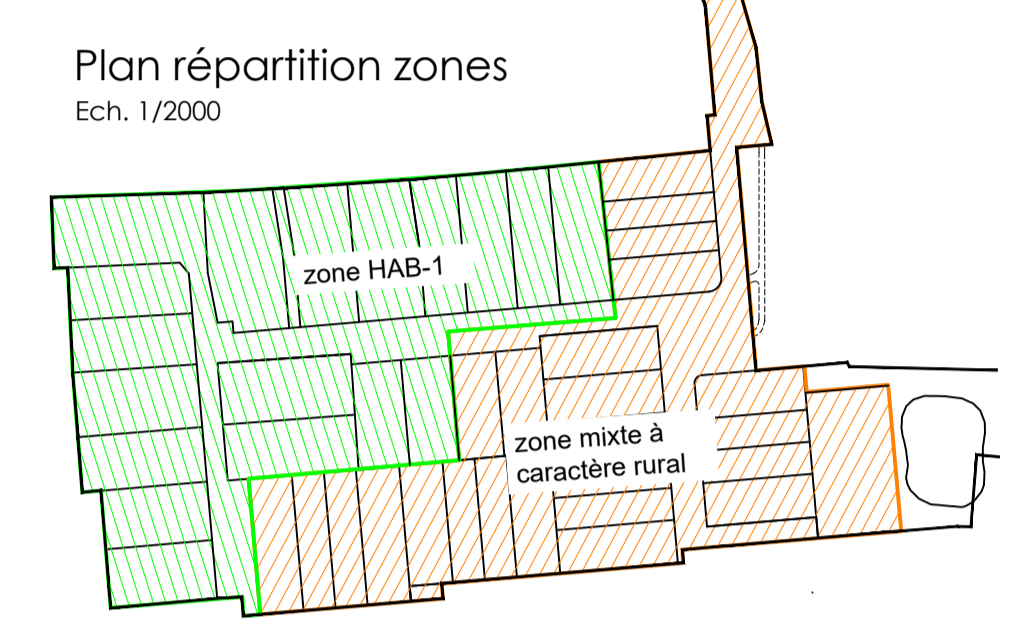 Plan répartition zones
Ech. 1/2000
zone HAB-1
zone mixte à
caractère rural